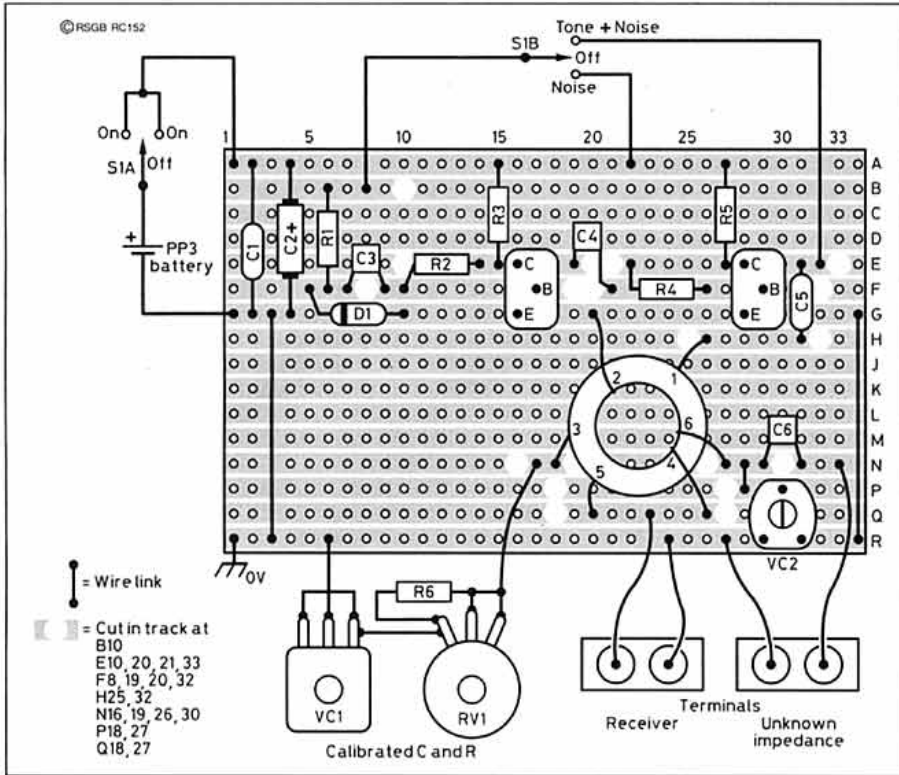 © RSGB RC152
Tone + Noise
S1B
Off
Noise
On On
S1A Off
+
PP3
battery
1 5 10 15 20 25 30 33
A
B
C
D
E
F
G
H
J
K
L
M
N
P
Q
R
C1
C2+
R1
C3
R2
D1
R3
C
B
E
C4
R4
R5
C
B
E
C5
1
2
3
4
5
6
C6
VC2
0V
= Wire link
= Cut in track at
B10
E10, 20, 21, 33
F8, 19, 20, 32
H25, 32
N16, 19, 26, 30
P18, 27
Q18, 27
R6
VC1
RV1
Calibrated C and R
Terminals
Receiver
Unknown
impedance